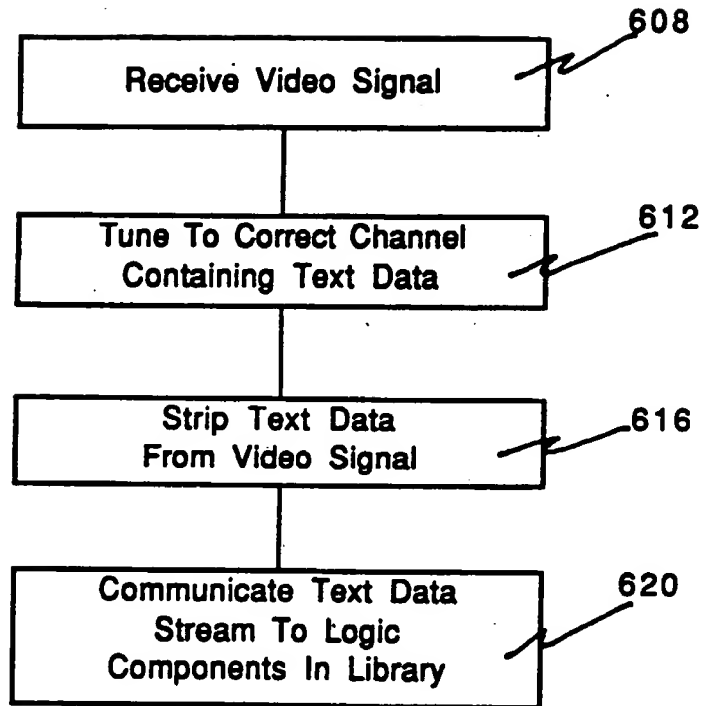 608
Receive Video Signal
612
Tune To Correct Channel
Containing Text Data
616
Strip Text Data
From Video Signal
620
Communicate Text Data
Stream To Logic
Components In Library